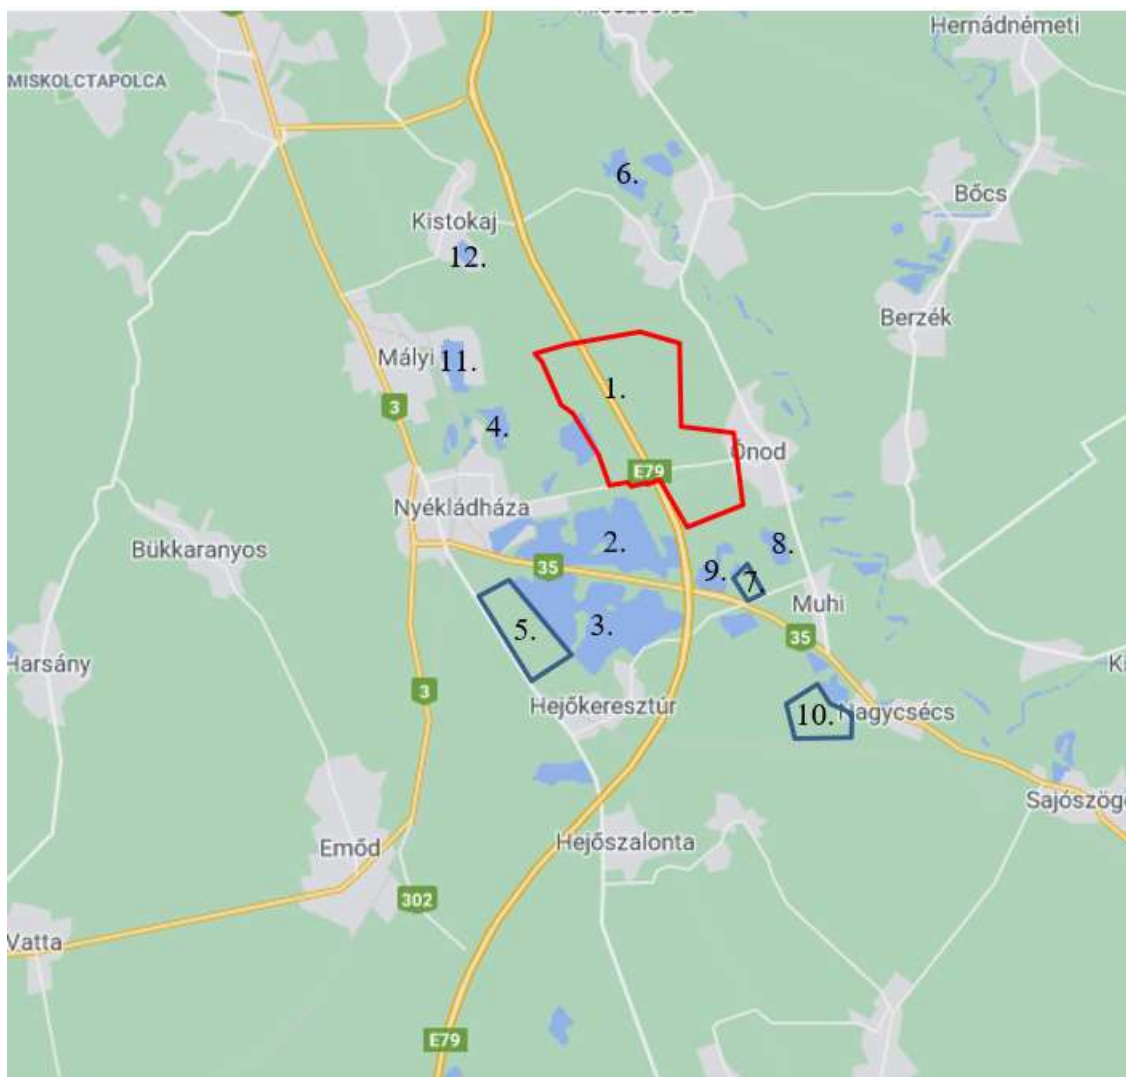 Hernádnémeti
MISKOLCTAPOLCA
6.
Bőcs
Kistokaj
12.
Berzék
Mályi
11.
1.
3
4.
Ónod
E79
Nyékládháza
2.
8.
Bükkaranyos
35
9.
7
Muhi
5.
3.
35
Harsány
3
Hejőkeresztúr
10.
Nagycsécs
Sajószög
Emőd
Hejőszalonta
302
Vatta
E79